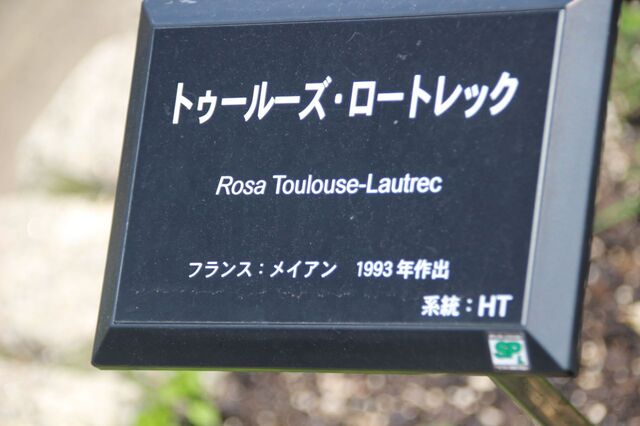 トゥールーズ・ロートレック
Rosa Toulouse-Lautrec
フランス：メイアン　1993年作出
系統：HT
SP